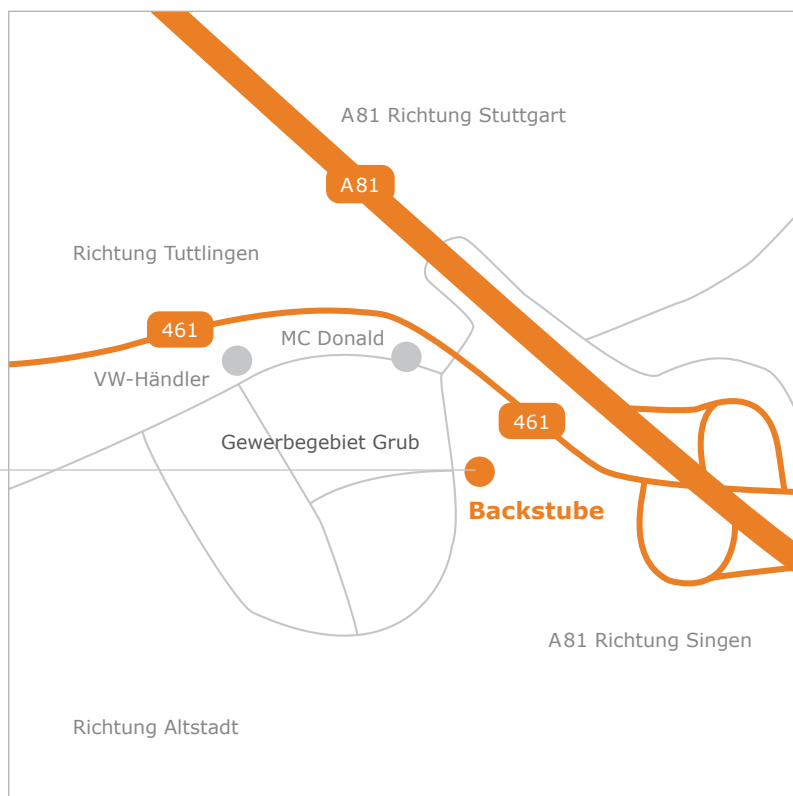 A81 Richtung Stuttgart
A81
Richtung Tuttlingen
461
MC Donald
VW-Händler
461
Gewerbegebiet Grub
Backstube
A81 Richtung Singen
Richtung Altstadt